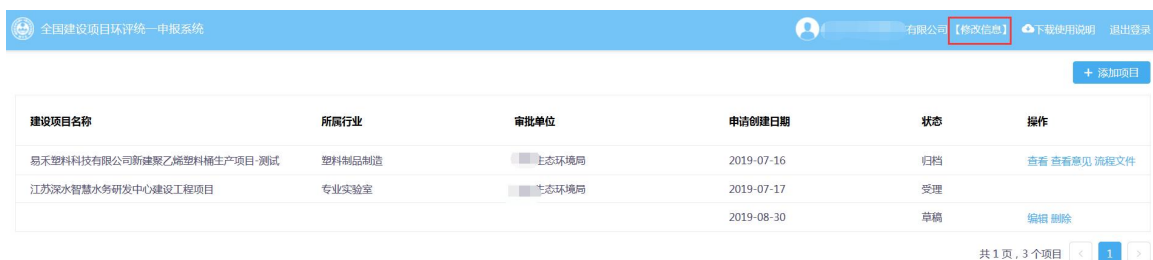 全国建设项目环评统一申报系统
有限公司 【修改信息】 下载使用说明 退出登录
+ 添加项目
建设项目名称 所属行业 审批单位 申请创建日期 状态 操作
易禾塑料科技有限公司新建聚乙烯塑料桶生产项目-测试 塑料制品制造 生态环境局 2019-07-16 归档 查看 查看意见 流程文件
江苏深水智慧水务研发中心建设工程项目 专业实验室 生态环境局 2019-07-17 受理
2019-08-30 草稿 编辑 删除
共 1 页 , 3 个项目 < 1 >